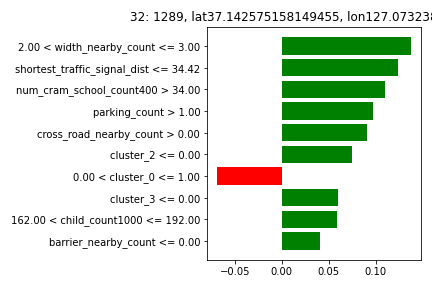 32: 1289, lat37.142575158149455, lon127.073238
2.00 < width_nearby_count <= 3.00
shortest_traffic_signal_dist <= 34.42
num_cram_school_count400 > 34.00
parking_count > 1.00
cross_road_nearby_count > 0.00
cluster_2 <= 0.00
0.00 < cluster_0 <= 1.00
cluster_3 <= 0.00
162.00 < child_count1000 <= 192.00
barrier_nearby_count <= 0.00
−0.05 0.00 0.05 0.10